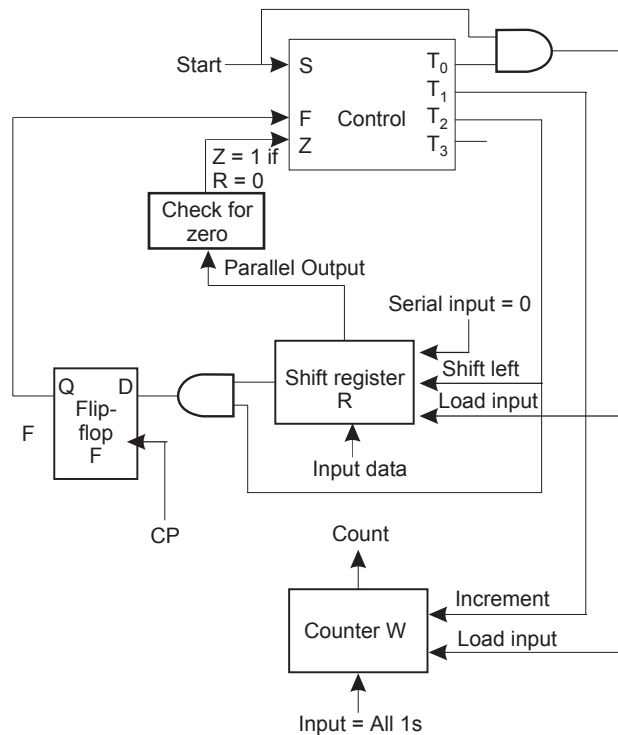 Start
S
T0
T1
F
Control
T2
Z
T3
Z = 1 if
R = 0
Check for
zero
Parallel Output
Serial input = 0
Shift register
R
Shift left
Load input
Q
D
Flip-
flop
F
F
Input data
CP
Count
Counter W
Increment
Load input
Input = All 1s